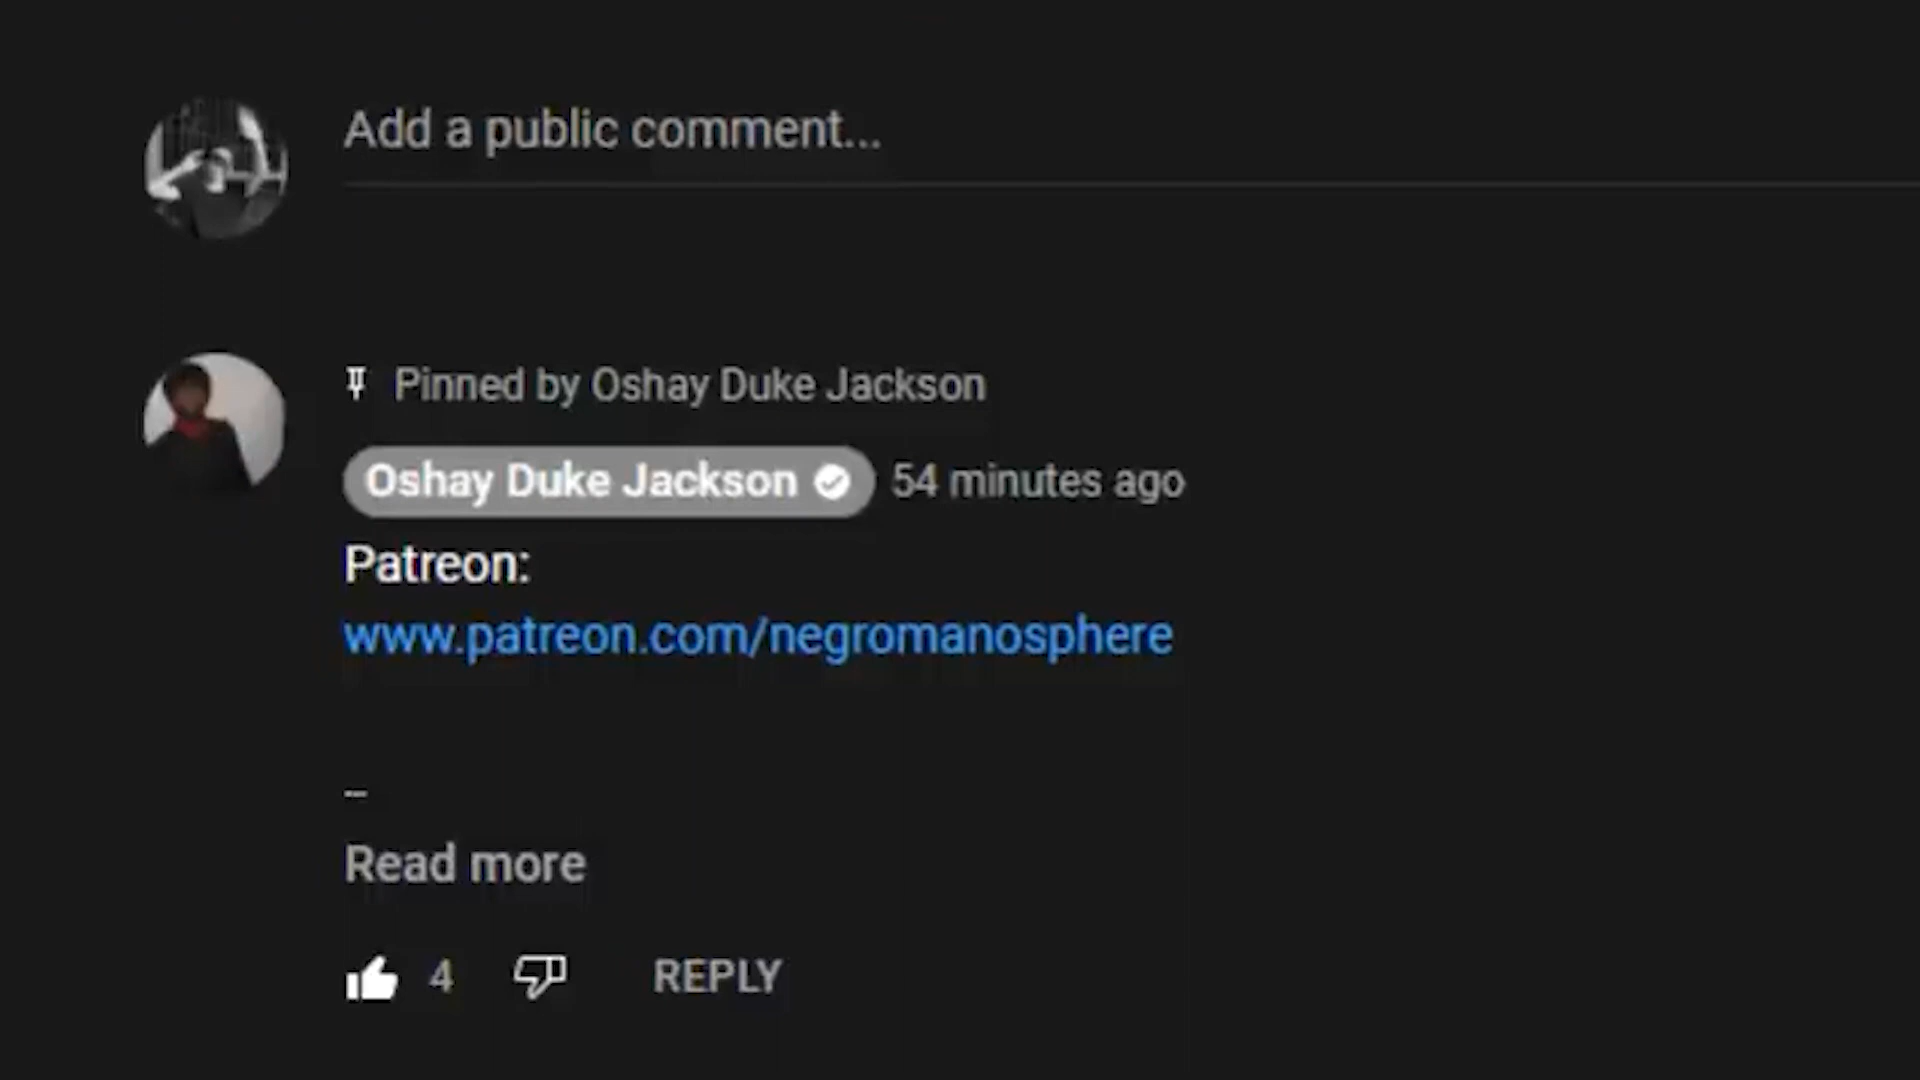 Add a public comment...
Pinned by Oshay Duke Jackson
Oshay Duke Jackson 54 minutes ago
Patreon:
www.patreon.com/negromanosphere
--
Read more
4 REPLY